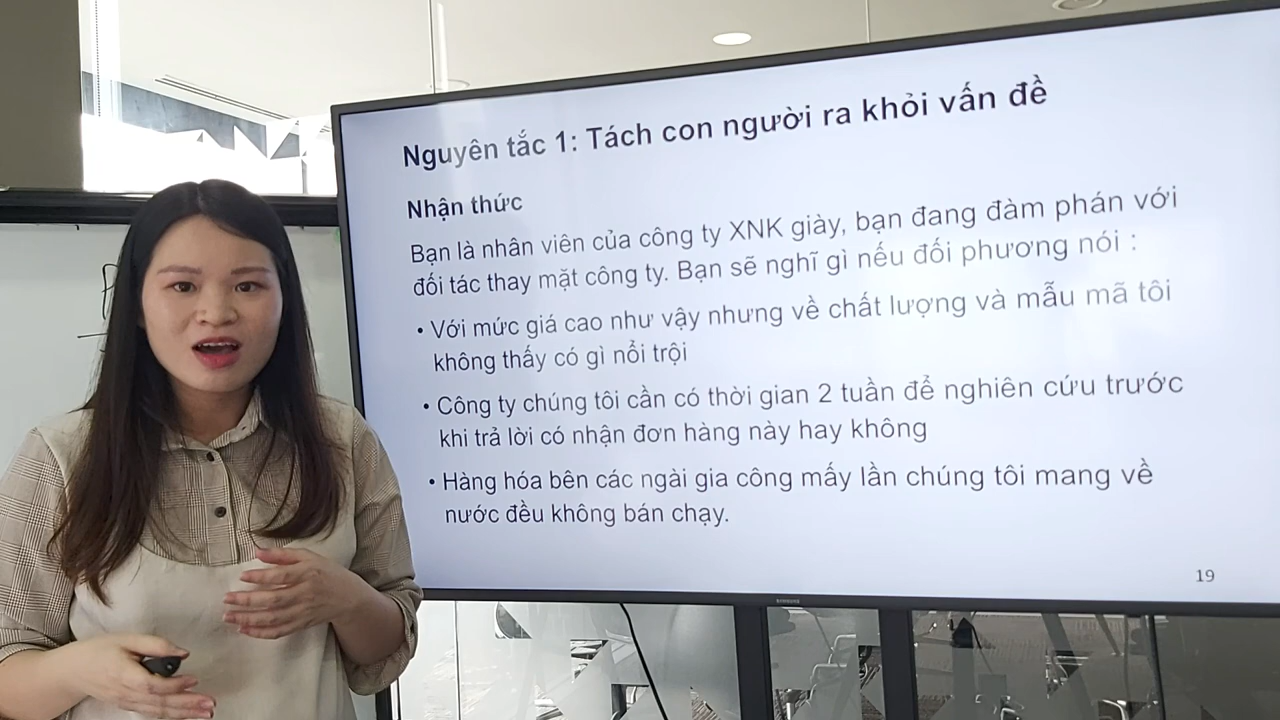 Nguyên tắc 1: Tách con người ra khỏi vấn đề
Nhận thức
Bạn là nhân viên của công ty XNK giày, bạn đang đàm phán với
đối tác thay mặt công ty. Bạn sẽ nghĩ gì nếu đối phương nói :
• Với mức giá cao như vậy nhưng về chất lượng và mẫu mã tôi
không thấy có gì nổi trội
• Công ty chúng tôi cần có thời gian 2 tuần để nghiên cứu trước
khi trả lời có nhận đơn hàng này hay không
• Hàng hóa bên các ngài gia công mấy lần chúng tôi mang về
nước đều không bán chạy.
19
SAMSUNG